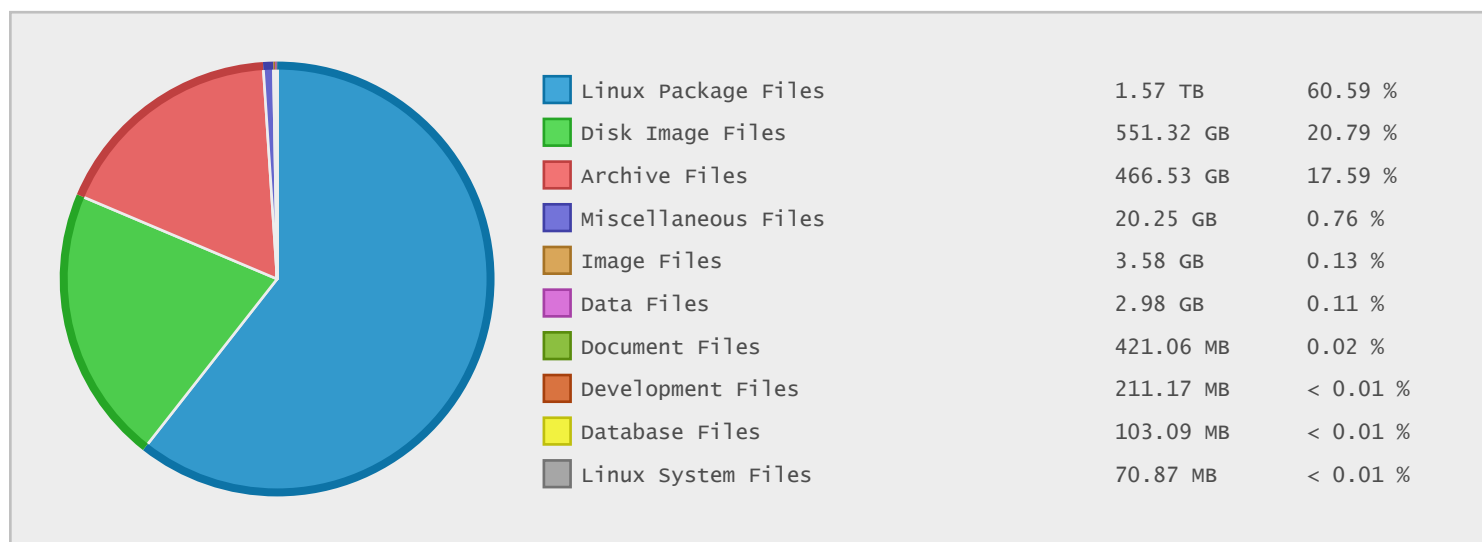 Linux Package Files 1.57 TB 60.59 %
Disk Image Files 551.32 GB 20.79 %
Archive Files 466.53 GB 17.59 %
Miscellaneous Files 20.25 GB 0.76 %
Image Files 3.58 GB 0.13 %
Data Files 2.98 GB 0.11 %
Document Files 421.06 MB 0.02 %
Development Files 211.17 MB < 0.01 %
Database Files 103.09 MB < 0.01 %
Linux System Files 70.87 MB < 0.01 %